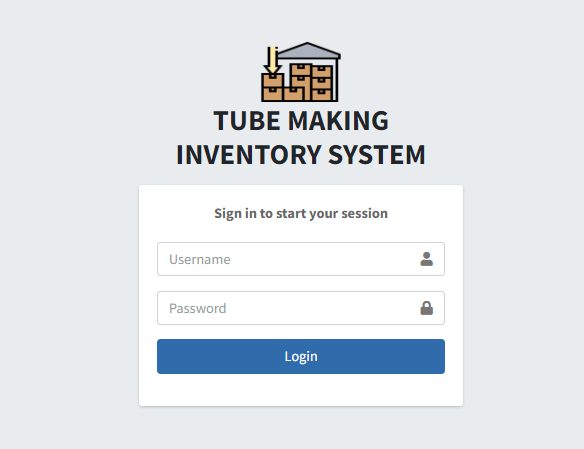 TUBE MAKING
INVENTORY SYSTEM
Sign in to start your session
Username
Password
Login